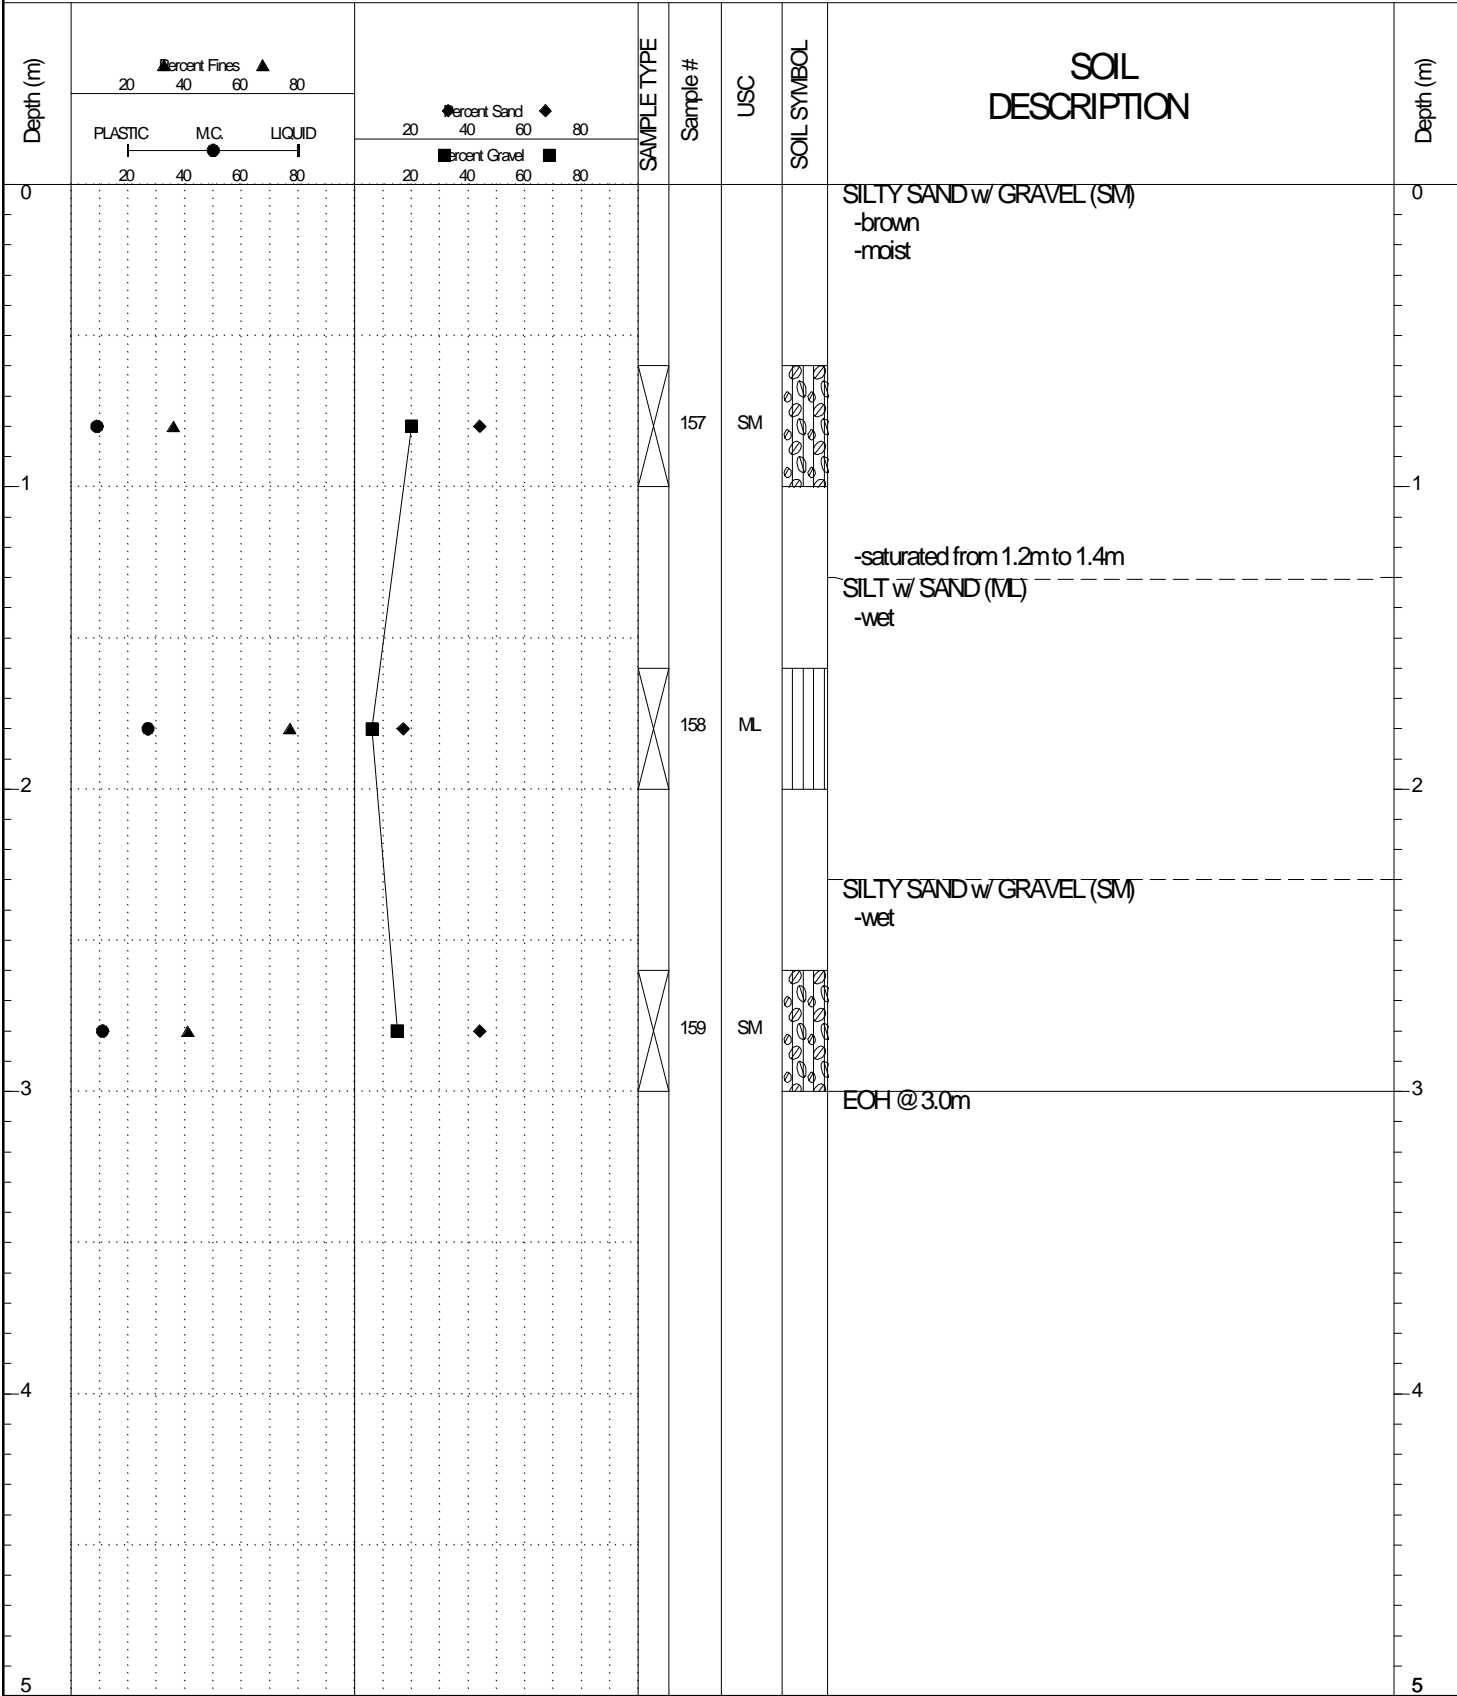 Depth (m)
Percent Fines
20 40 60 80
PLASTIC M.C. LIQUID
20 40 60 80
Percent Sand
20 40 60 80
Percent Gravel
20 40 60 80
SAMPLE TYPE
Sample #
USC
SOIL SYMBOL
SOIL
DESCRIPTION
Depth (m)
0 SILTY SAND w/ GRAVEL (SM) 0
-brown
-moist
157 SM
1 1
-saturated from 1.2m to 1.4m
SILT w/ SAND (ML)
-wet
158 ML
2 2
SILTY SAND w/ GRAVEL (SM)
-wet
159 SM
3 3
EOH @ 3.0m
4 4
5 5